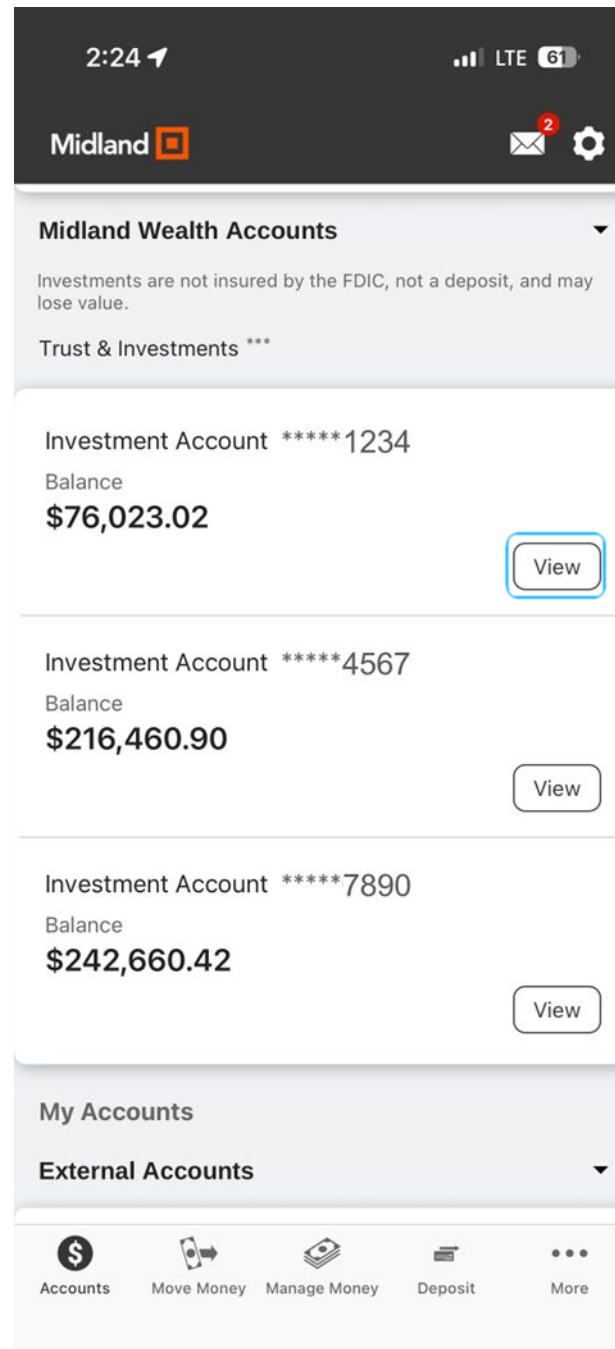 2:24 LTE 61
Midland 2
Midland Wealth Accounts
Investments are not insured by the FDIC, not a deposit, and may
lose value.
Trust & Investments ***
Investment Account *****1234
Balance
$76,023.02
View
Investment Account *****4567
Balance
$216,460.90
View
Investment Account *****7890
Balance
$242,660.42
View
My Accounts
External Accounts
Accounts Move Money Manage Money Deposit More